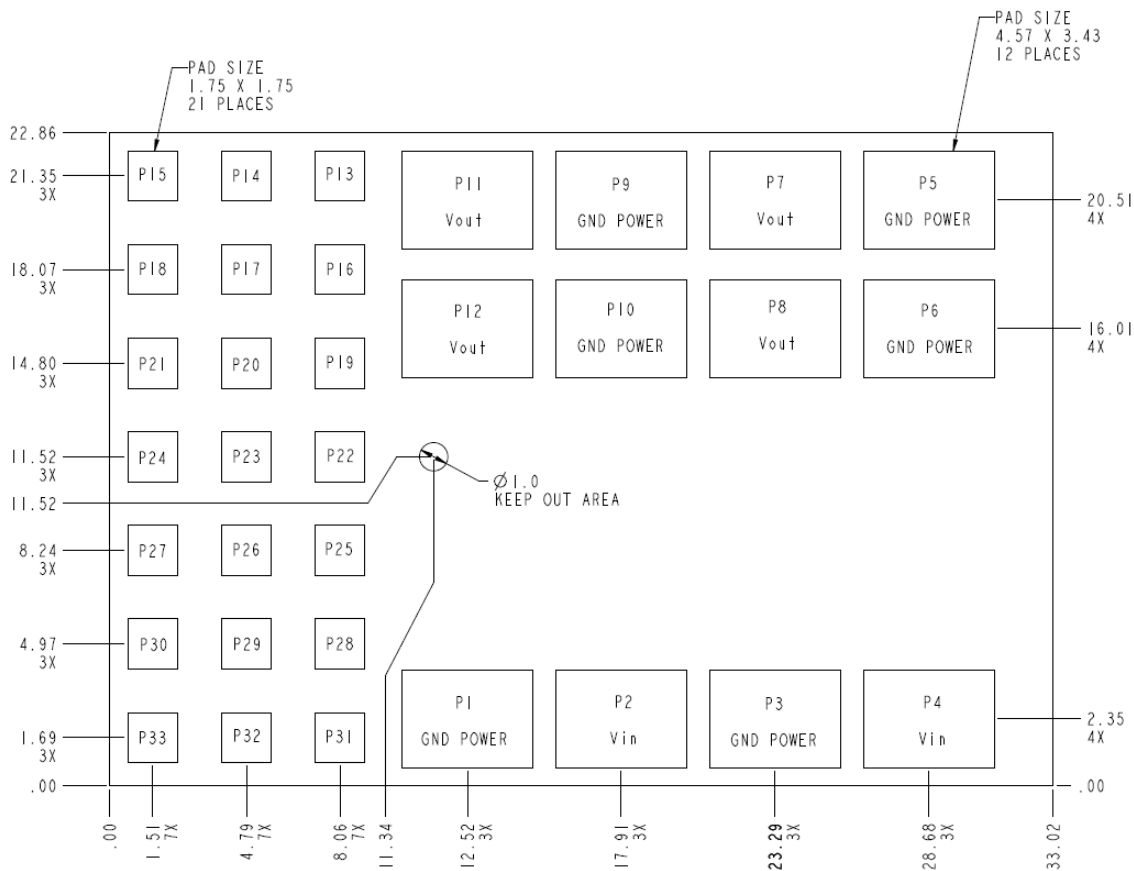 PAD SIZE
4.57 X 3.43
12 PLACES
PAD SIZE
1.75 X 1.75
21 PLACES
22.86
21.35
3X
P15
P14
P13
P11
Vout
P9
GND POWER
P7
Vout
P5
GND POWER
20.51
4X
18.07
3X
P18
P17
P16
P12
Vout
P10
GND POWER
P8
Vout
P6
GND POWER
16.01
4X
14.80
3X
P21
P20
P19
11.52
3X
P24
P23
P22
11.52
Ø1.0
KEEP OUT AREA
8.24
3X
P27
P26
P25
4.97
3X
P30
P29
P28
1.69
3X
P33
P32
P31
P1
GND POWER
P2
Vin
P3
GND POWER
P4
Vin
2.35
4X
.00
.00
.00
1.51
7X
4.79
7X
8.06
7X
11.34
12.52
3X
17.91
3X
23.29
3X
28.68
3X
33.02